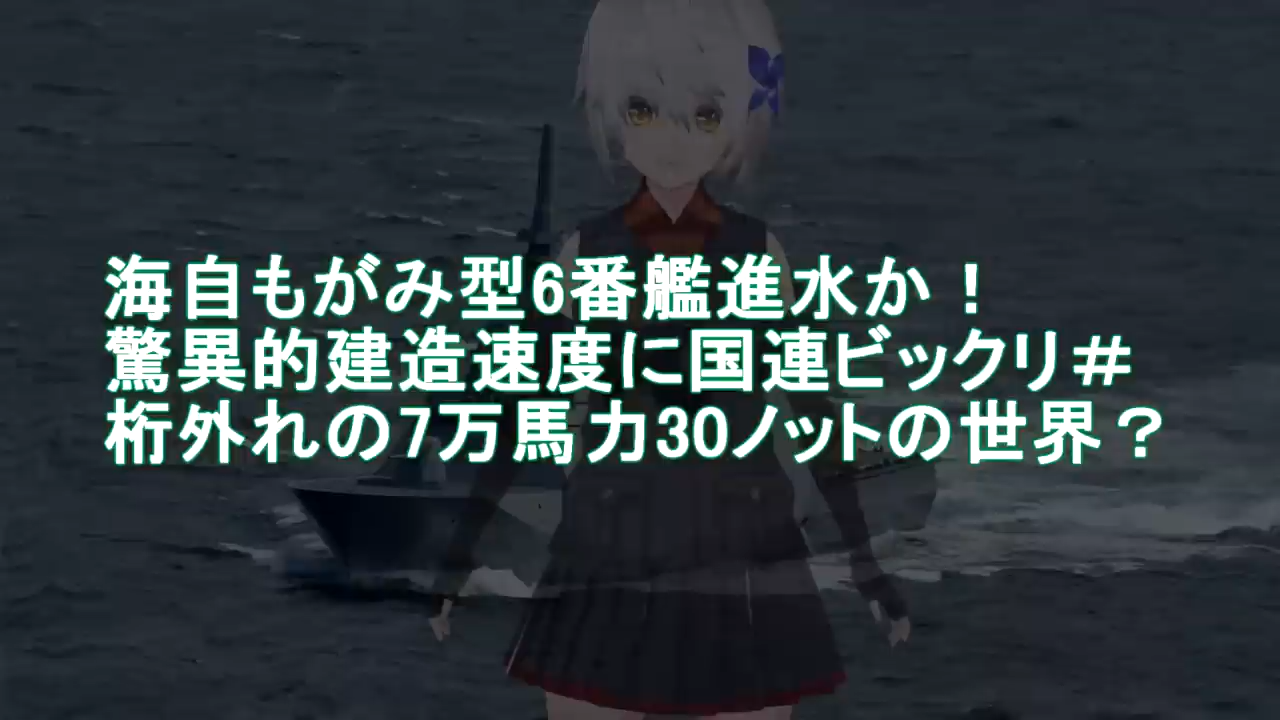 海自もがみ型6番艦進水か！
驚異的建造速度に国連ビックリ＃
桁外れの7万馬力30ノットの世界？